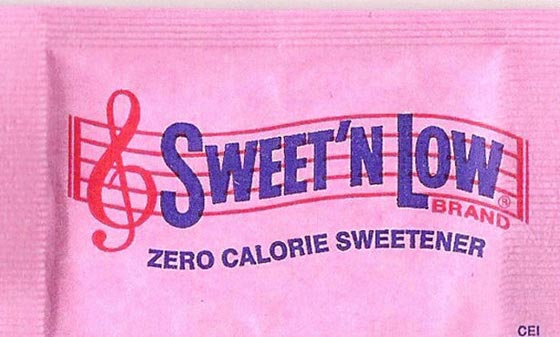 SWEET'N LOW®
BRAND
ZERO CALORIE SWEETENER
CEI